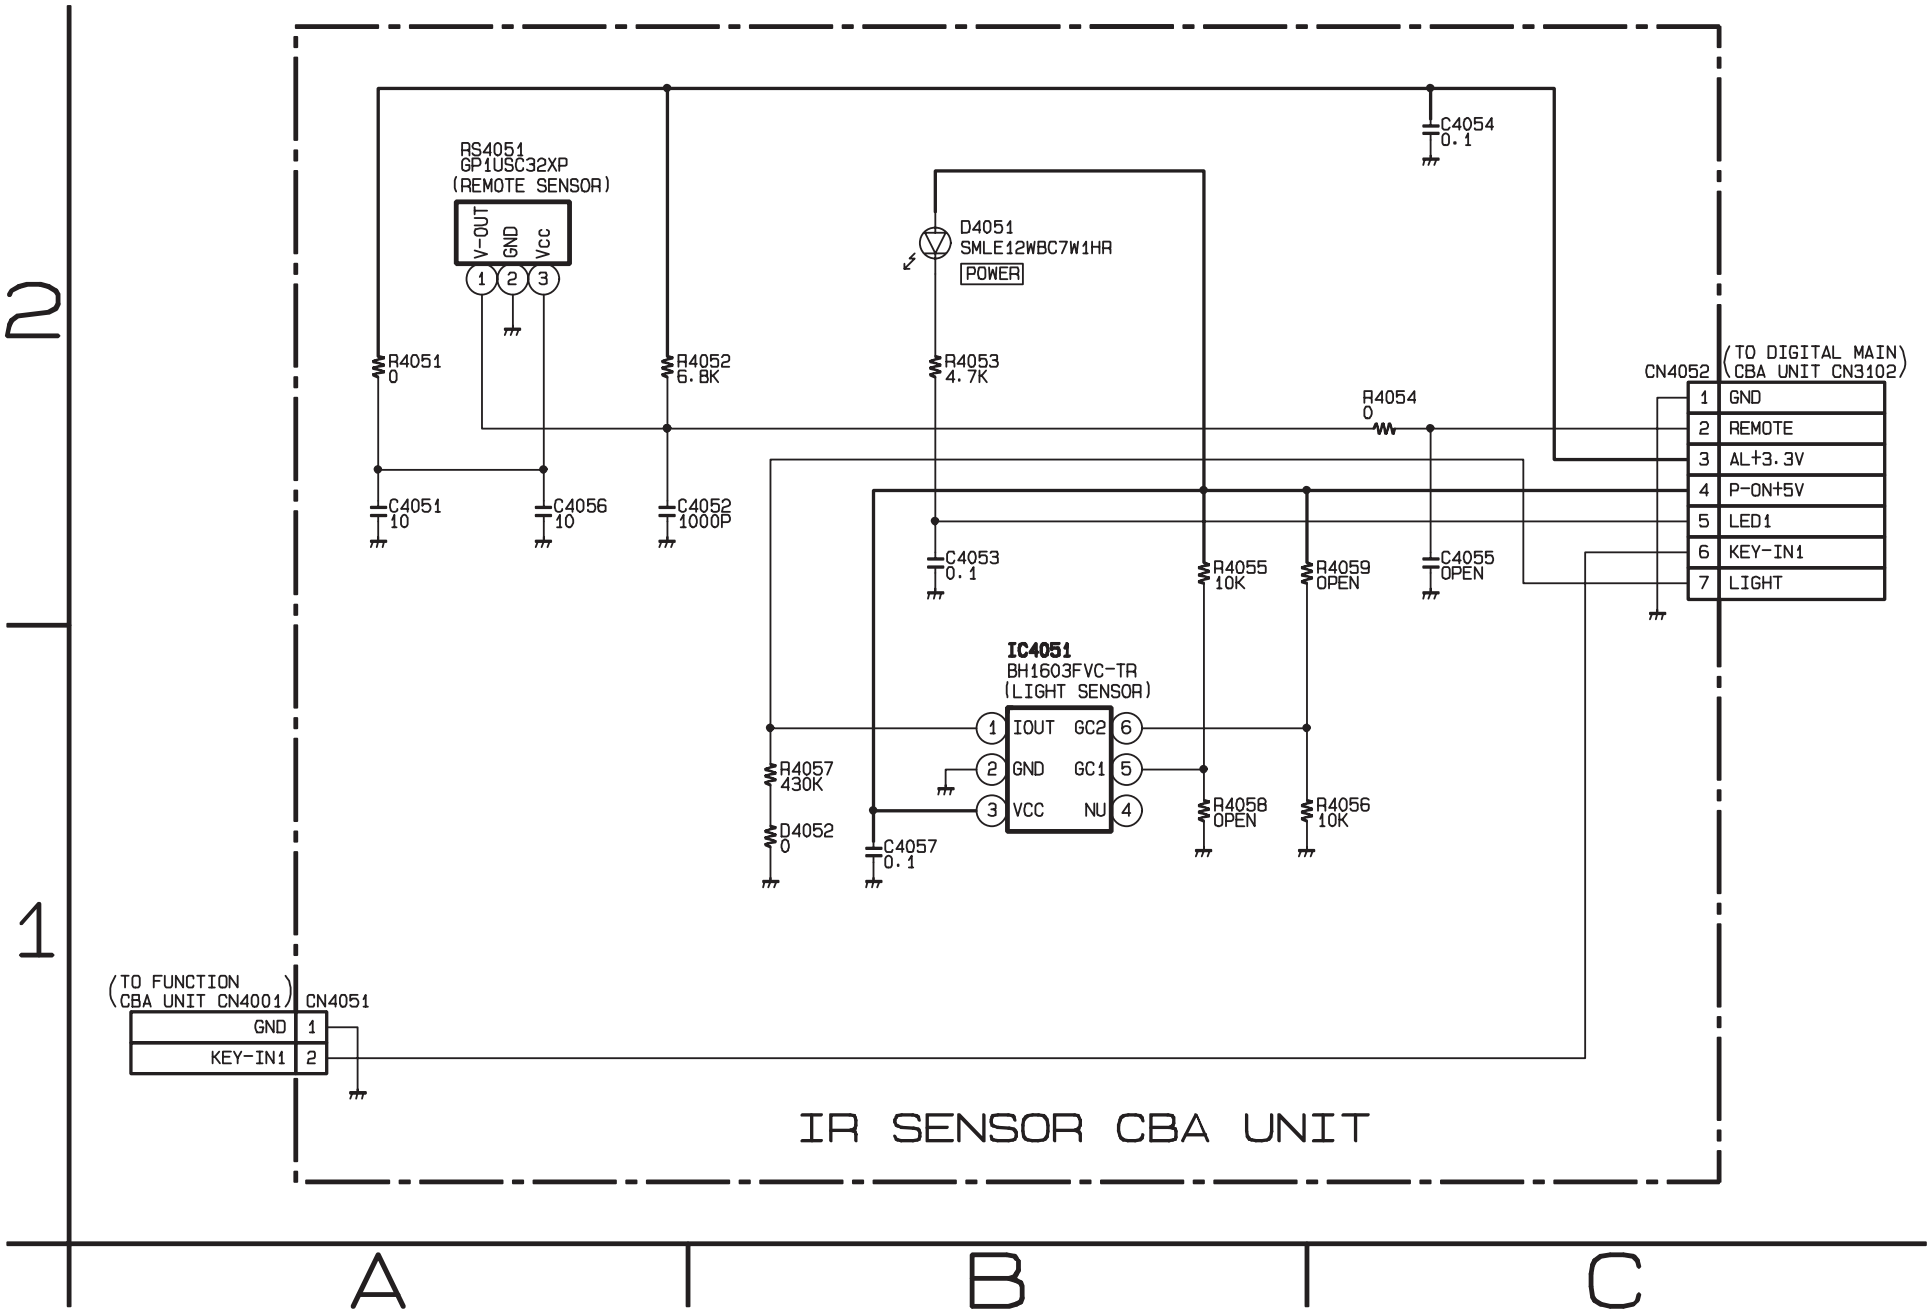 C4054
0.1
RS4051
GP1USC32XP
(REMOTE SENSOR)
V-OUT
GND
Vcc
1
2
3
D4051
SMLE12WBC7W1HR
POWER
2
R4051
0
R4052
6.8K
R4053
4.7K
R4054
0
CN4052
(TO DIGITAL MAIN
CBA UNIT CN3102)
1 GND
2 REMOTE
3 AL+3.3V
4 P-ON+5V
5 LED1
6 KEY-IN1
7 LIGHT
C4051
10
C4056
10
C4052
1000P
C4053
0.1
R4055
10K
R4059
OPEN
C4055
OPEN
IC4051
BH1603FVC-TR
(LIGHT SENSOR)
1 IOUT GC2 6
2 GND GC1 5
3 VCC NU 4
R4057
430K
D4052
0
C4057
0.1
R4058
OPEN
R4056
10K
1
(TO FUNCTION
CBA UNIT CN4001)
CN4051
GND 1
KEY-IN1 2
IR SENSOR CBA UNIT
A
B
C